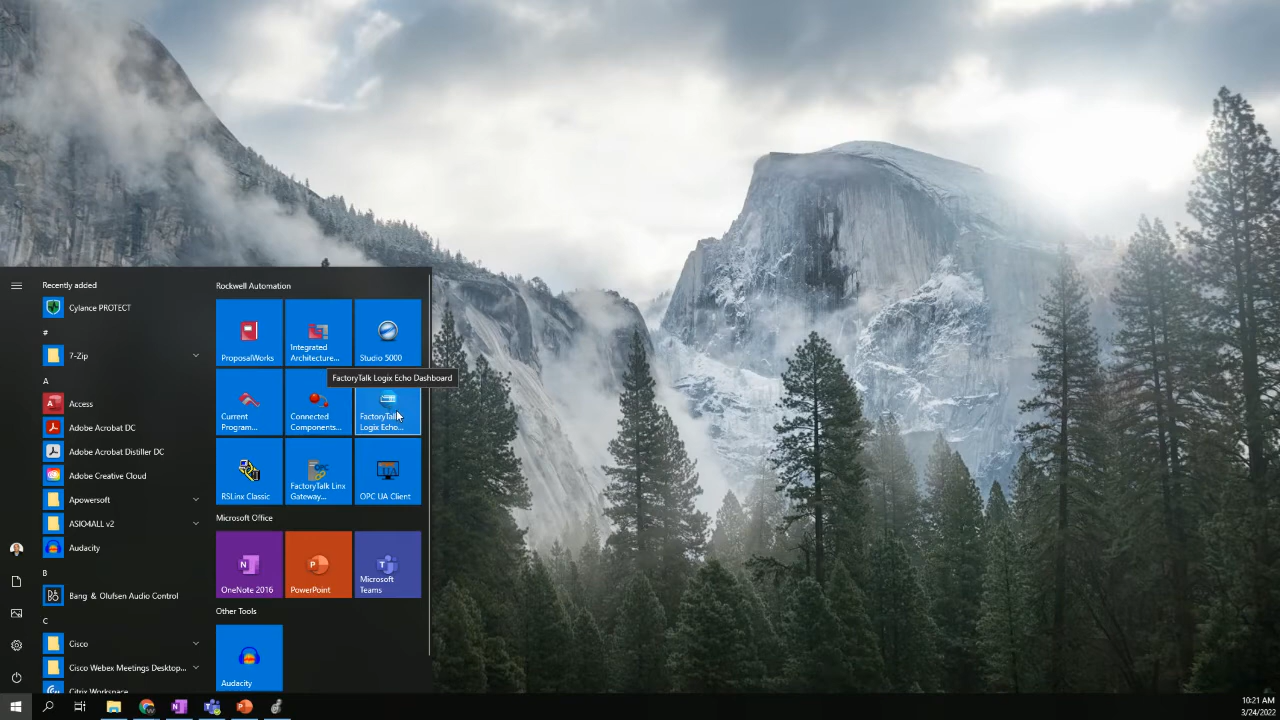 Recently added
Cylance PROTECT
#
7-Zip
A
Access
Adobe Acrobat DC
Adobe Acrobat Distiller DC
Adobe Creative Cloud
Apowersoft
ASIO4ALL v2
Audacity
B
Bang & Olufsen Audio Control
C
Cisco
Cisco Webex Meetings Desktop...
Citrix Workspace
Rockwell Automation
ProposalWorks
Integrated
Architecture...
Studio 5000
FactoryTalk Logix Echo Dashboard
Current
Program...
Connected
Components...
FactoryTalk
Logix Echo...
RSLinx Classic
FactoryTalk Linx
Gateway...
OPC UA Client
Microsoft Office
OneNote 2016
PowerPoint
Microsoft
Teams
Other Tools
Audacity
10:21 AM
3/24/2022